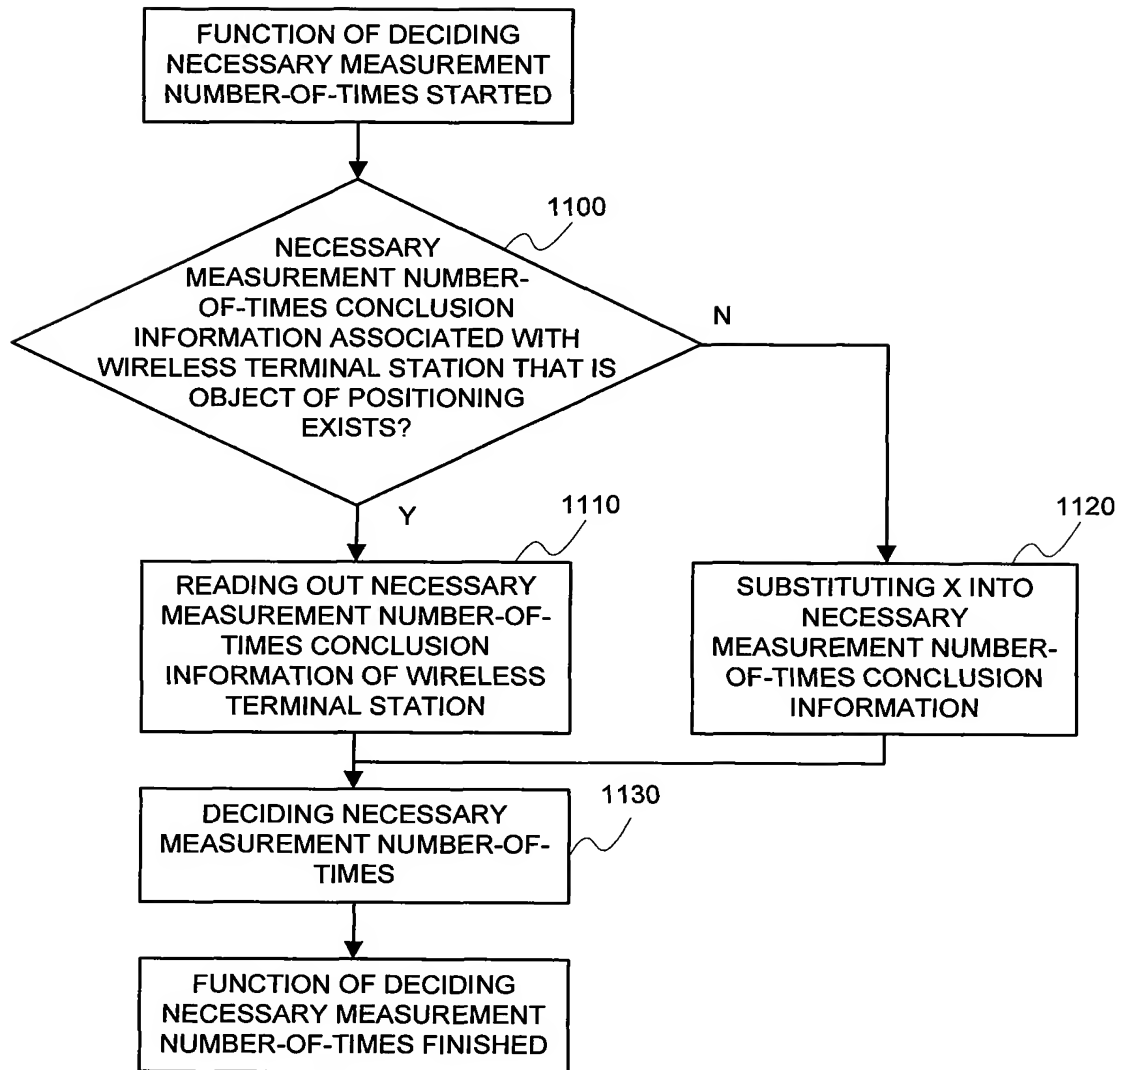 FUNCTION OF DECIDING
NECESSARY MEASUREMENT
NUMBER-OF-TIMES STARTED
1100
NECESSARY
MEASUREMENT NUMBER-
OF-TIMES CONCLUSION
INFORMATION ASSOCIATED WITH
WIRELESS TERMINAL STATION THAT IS
OBJECT OF POSITIONING
EXISTS?
N
Y
1110
READING OUT NECESSARY
MEASUREMENT NUMBER-OF-
TIMES CONCLUSION
INFORMATION OF WIRELESS
TERMINAL STATION
1120
SUBSTITUTING X INTO
NECESSARY
MEASUREMENT NUMBER-
OF-TIMES CONCLUSION
INFORMATION
1130
DECIDING NECESSARY
MEASUREMENT NUMBER-OF-
TIMES
FUNCTION OF DECIDING
NECESSARY MEASUREMENT
NUMBER-OF-TIMES FINISHED